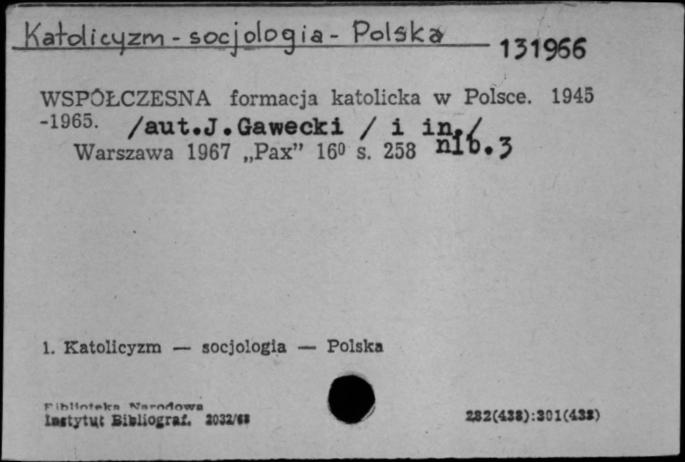 Katolicyzm - socjologia - Polska
131966
WSPÓŁCZESNA formacja katolicka w Polsce. 1945
-1965. /aut.J.Gawecki / i in./
Warszawa 1967 „Pax” 16⁰ s. 258 nlb.3
1. Katolicyzm — socjologia — Polska
Biblioteka Narodowa
Instytut Bibliograf. 2032/68
282(438):301(438)